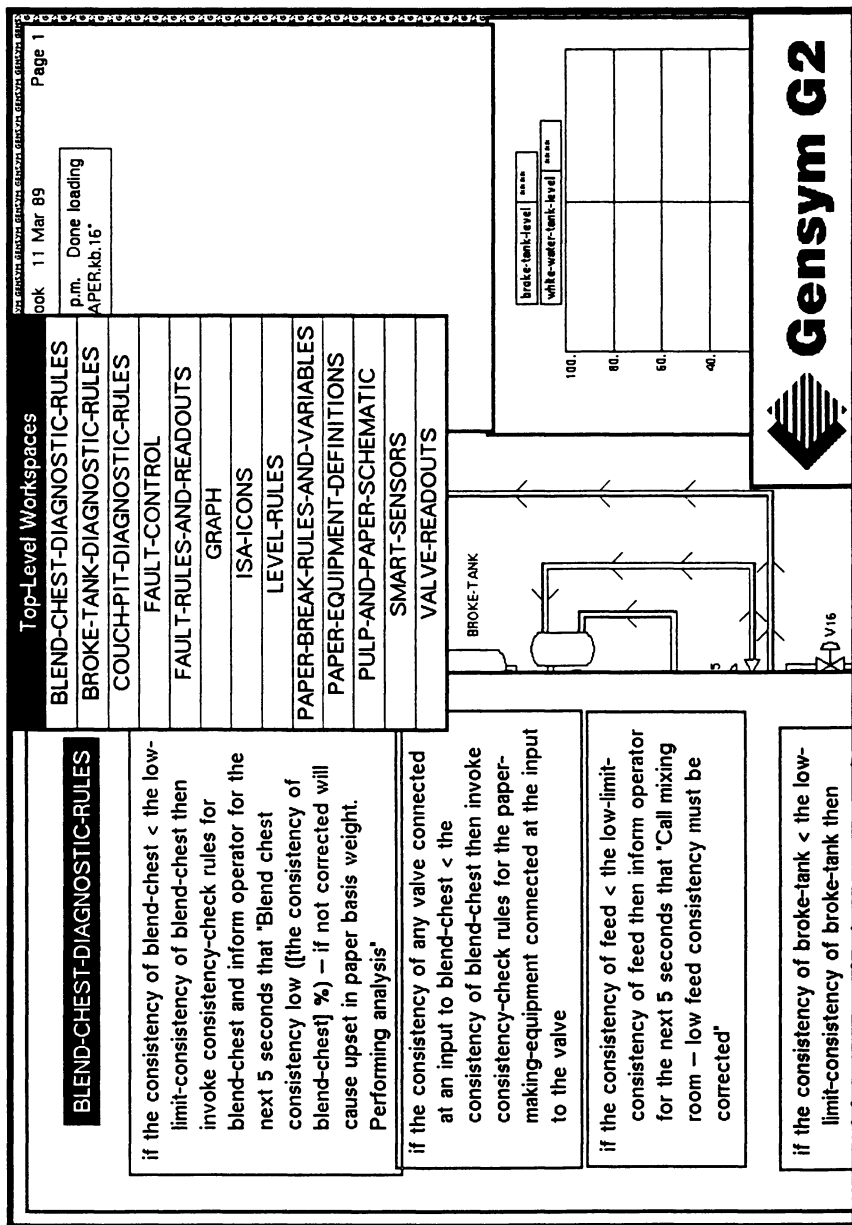 GENSYM GENSYM GENSYM GENSYM GENSYM GENSYM
ook 11 Mar 89 Page 1
p.m. Done loading
APER.kb.16"
Top-Level Workspaces
BLEND-CHEST-DIAGNOSTIC-RULES
BROKE-TANK-DIAGNOSTIC-RULES
COUCH-PIT-DIAGNOSTIC-RULES
FAULT-CONTROL
FAULT-RULES-AND-READOUTS
GRAPH
ISA-ICONS
LEVEL-RULES
PAPER-BREAK-RULES-AND-VARIABLES
PAPER-EQUIPMENT-DEFINITIONS
PULP-AND-PAPER-SCHEMATIC
SMART-SENSORS
VALVE-READOUTS
BLEND-CHEST-DIAGNOSTIC-RULES
if the consistency of blend-chest < the low-
limit-consistency of blend-chest then
invoke consistency-check rules for
blend-chest and inform operator for the
next 5 seconds that "Blend chest
consistency low ([the consistency of
blend-chest] %) — if not corrected will
cause upset in paper basis weight.
Performing analysis"
if the consistency of any valve connected
at an input to blend-chest < the
consistency of blend-chest then invoke
consistency-check rules for the paper-
making-equipment connected at the input
to the valve
if the consistency of feed < the low-limit-
consistency of feed then inform operator
for the next 5 seconds that "Call mixing
room — low feed consistency must be
corrected"
if the consistency of broke-tank < the low-
limit-consistency of broke-tank then
BROKE-TANK
5
V16
broke-tank-level ****
white-water-tank-level ****
100.
80.
60.
40.
Gensym G2